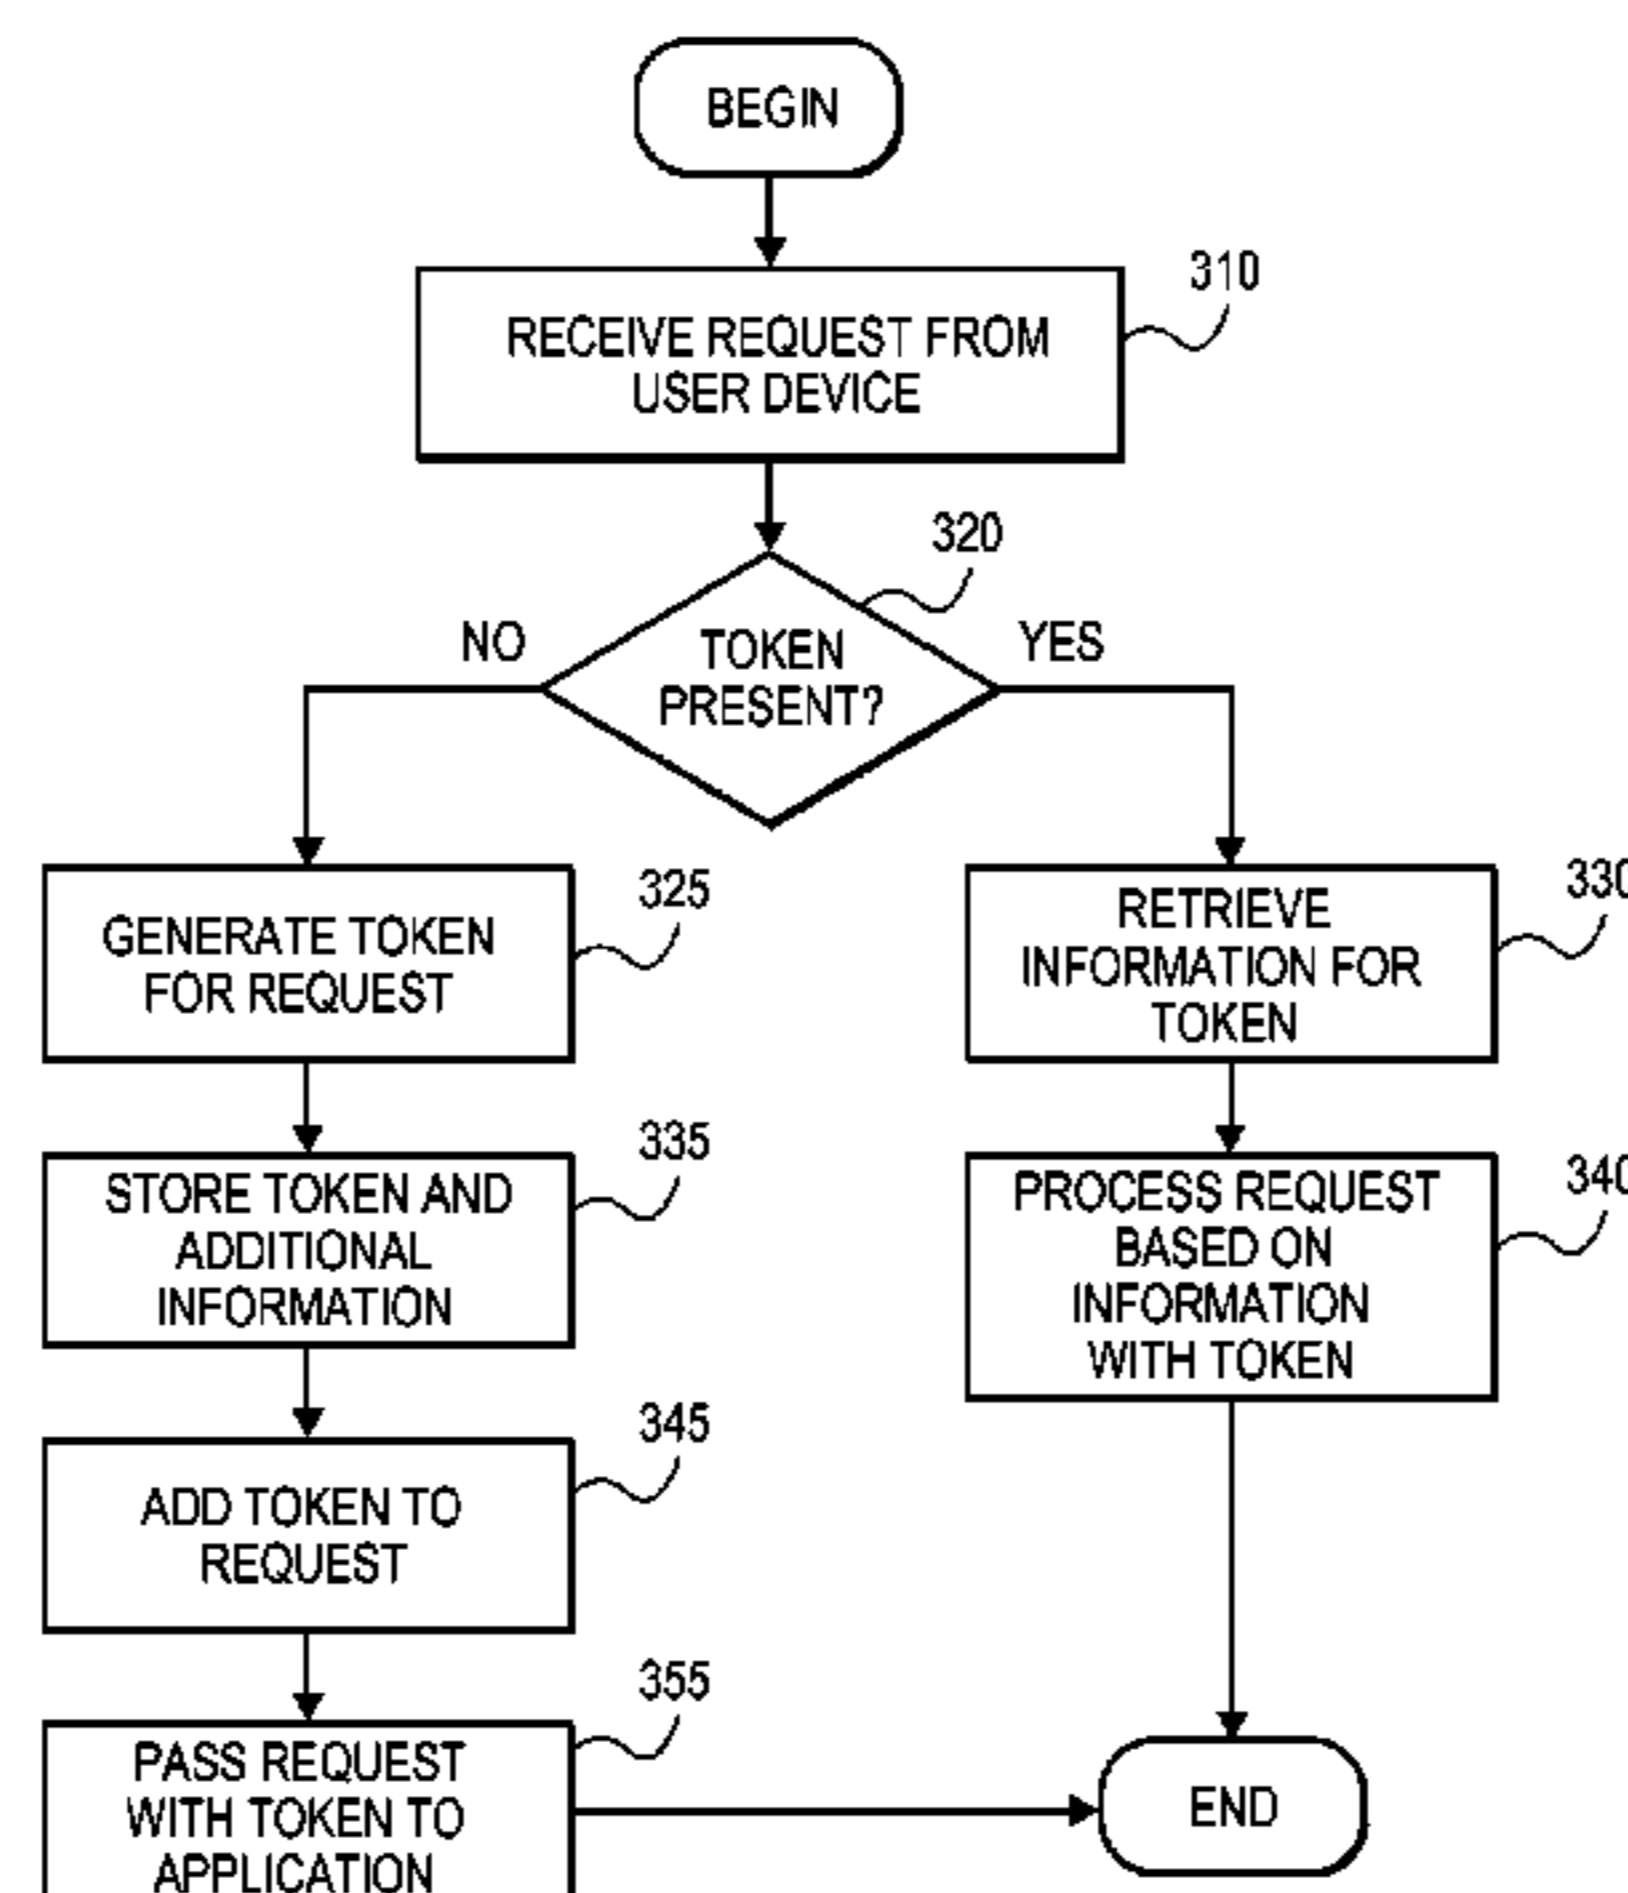 BEGIN
310
RECEIVE REQUEST FROM
USER DEVICE
320
NO
TOKEN
PRESENT?
YES
325
GENERATE TOKEN
FOR REQUEST
330
RETRIEVE
INFORMATION FOR
TOKEN
335
STORE TOKEN AND
ADDITIONAL
INFORMATION
340
PROCESS REQUEST
BASED ON
INFORMATION
WITH TOKEN
345
ADD TOKEN TO
REQUEST
355
PASS REQUEST
WITH TOKEN TO
APPLICATION
END